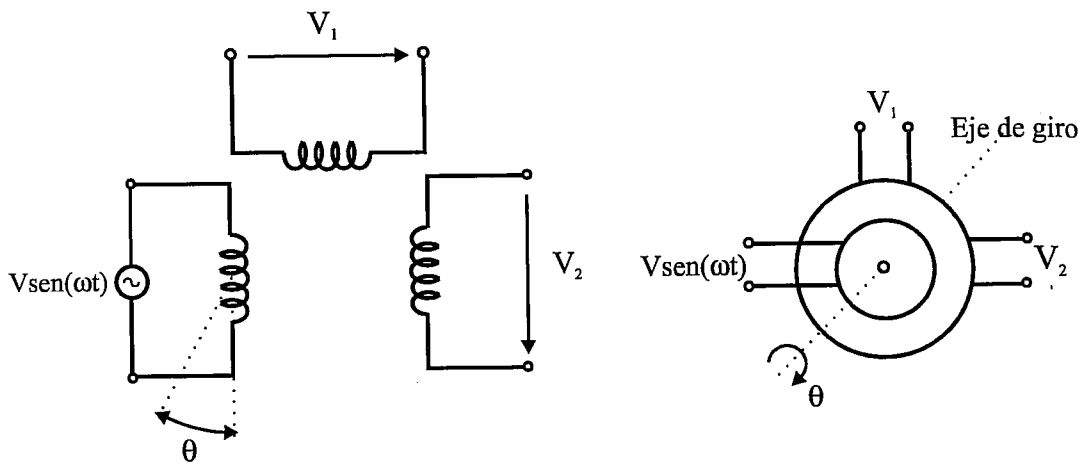 V₁
Vsen(ωt)
V₂
θ
V₁
Eje de giro
Vsen(ωt)
V₂
θ